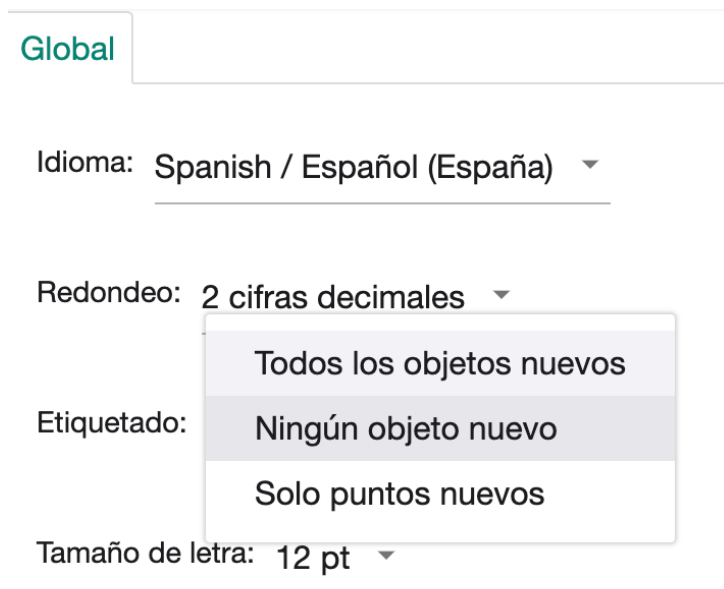 Global
Idioma: Spanish / Español (España)
Redondeo: 2 cifras decimales
Todos los objetos nuevos
Etiquetado: Ningún objeto nuevo
Solo puntos nuevos
Tamaño de letra: 12 pt